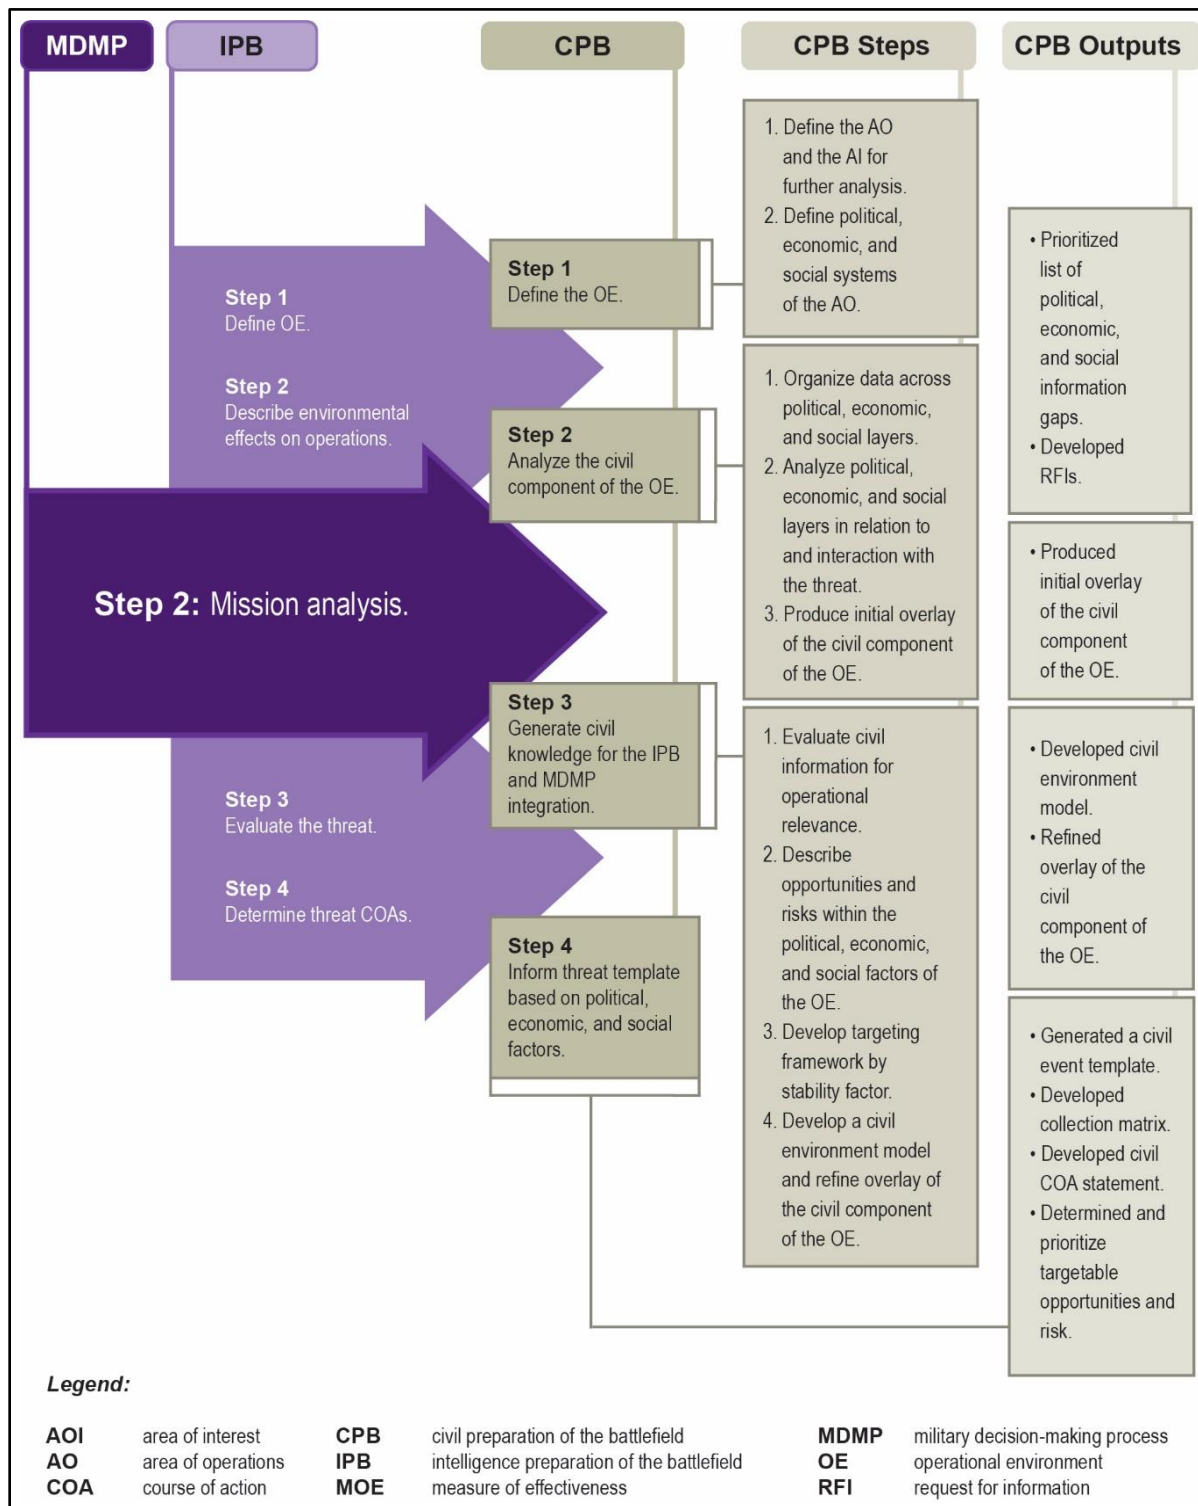 MDMP
IPB
CPB
CPB Steps
CPB Outputs
Step 1
Define OE.
Step 2
Describe environmental
effects on operations.
Step 2: Mission analysis.
Step 3
Evaluate the threat.
Step 4
Determine threat COAs.
Step 1
Define the OE.
Step 2
Analyze the civil
component of the OE.
Step 3
Generate civil
knowledge for the IPB
and MDMP
integration.
Step 4
Inform threat template
based on political,
economic, and social
factors.
1. Define the AO
and the AI for
further analysis.
2. Define political,
economic, and
social systems
of the AO.
1. Organize data across
political, economic,
and social layers.
2. Analyze political,
economic, and social
layers in relation to
and interaction with
the threat.
3. Produce initial overlay
of the civil component
of the OE.
1. Evaluate civil
information for
operational
relevance.
2. Describe
opportunities and
risks within the
political, economic,
and social factors of
the OE.
3. Develop targeting
framework by
stability factor.
4. Develop a civil
environment model
and refine overlay of
the civil component
of the OE.
• Prioritized
list of
political,
economic,
and social
information
gaps.
• Developed
RFIs.
• Produced
initial overlay
of the civil
component
of the OE.
• Developed civil
environment
model.
• Refined
overlay of the
civil
component of
the OE.
• Generated a civil
event template.
• Developed
collection matrix.
• Developed civil
COA statement.
• Determined and
prioritize
targetable
opportunities and
risk.
Legend:
AOI area of interest
AO area of operations
COA course of action
CPB civil preparation of the battlefield
IPB intelligence preparation of the battlefield
MOE measure of effectiveness
MDMP military decision-making process
OE operational environment
RFI request for information